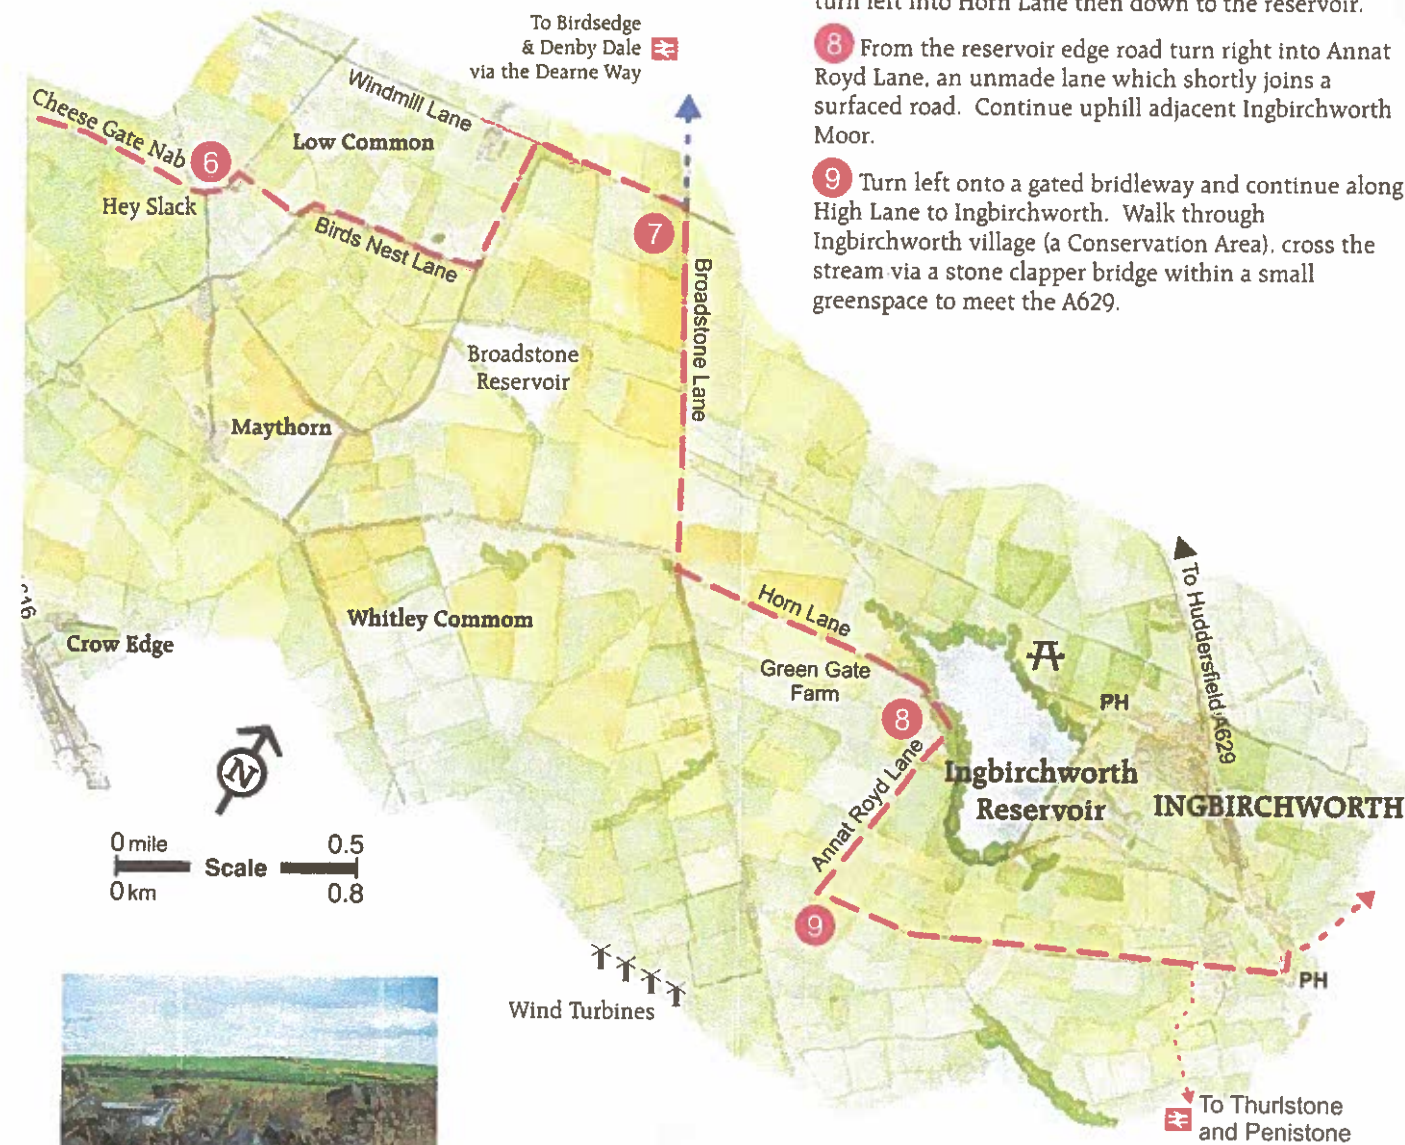 turn left into Horn Lane then down to the reservoir.
8 From the reservoir edge road turn right into Annat
Royd Lane, an unmade lane which shortly joins a
surfaced road. Continue uphill adjacent Ingbirchworth
Moor.
9 Turn left onto a gated bridleway and continue along
High Lane to Ingbirchworth. Walk through
Ingbirchworth village (a Conservation Area), cross the
stream via a stone clapper bridge within a small
greenspace to meet the A629.
To Birdsedge
& Denby Dale
via the Dearne Way
Windmill Lane
Cheese Gate Nab
6
Low Common
Hey Slack
Birds Nest Lane
7
Broadstone Lane
Broadstone
Reservoir
Maythorn
Whitley Commom
Crow Edge
Horn Lane
Green Gate
Farm
8
PH
To Huddersfield A629
Annat Royd Lane
Ingbirchworth
Reservoir
INGBIRCHWORTH
N
0 mile 0.5
Scale
0 km 0.8
9
PH
Wind Turbines
To Thurlstone
and Penistone